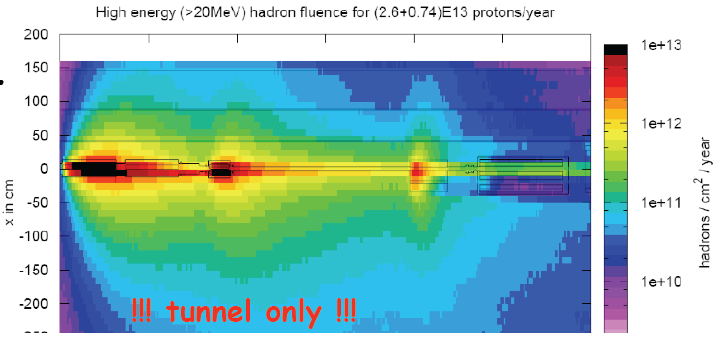 High energy (>20MeV) hadron fluence for (2.6+0.74)E13 protons/year
200
150
100
50
0
-50
-100
-150
-200
x in cm
!!! tunnel only !!!
1e+13
1e+12
1e+11
1e+10
hadrons / cm² / year